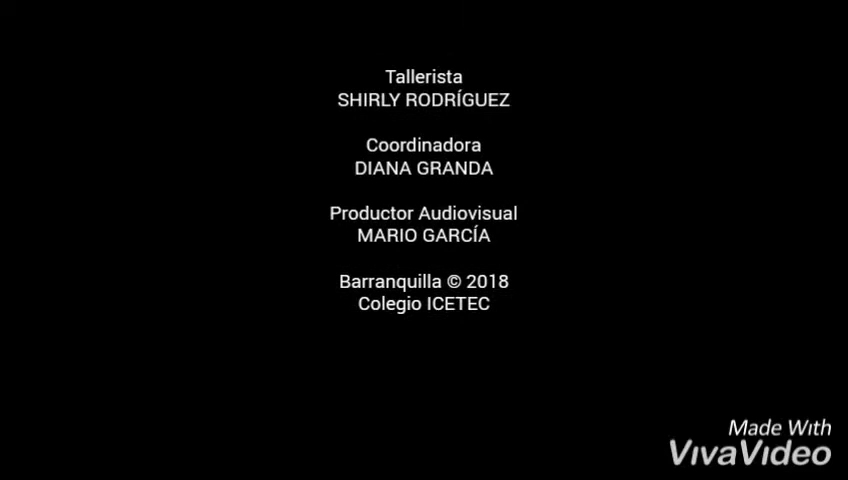 Tallerista
SHIRLY RODRÍGUEZ
Coordinadora
DIANA GRANDA
Productor Audiovisual
MARIO GARCÍA
Barranquilla © 2018
Colegio ICETEC
Made With
VivaVideo